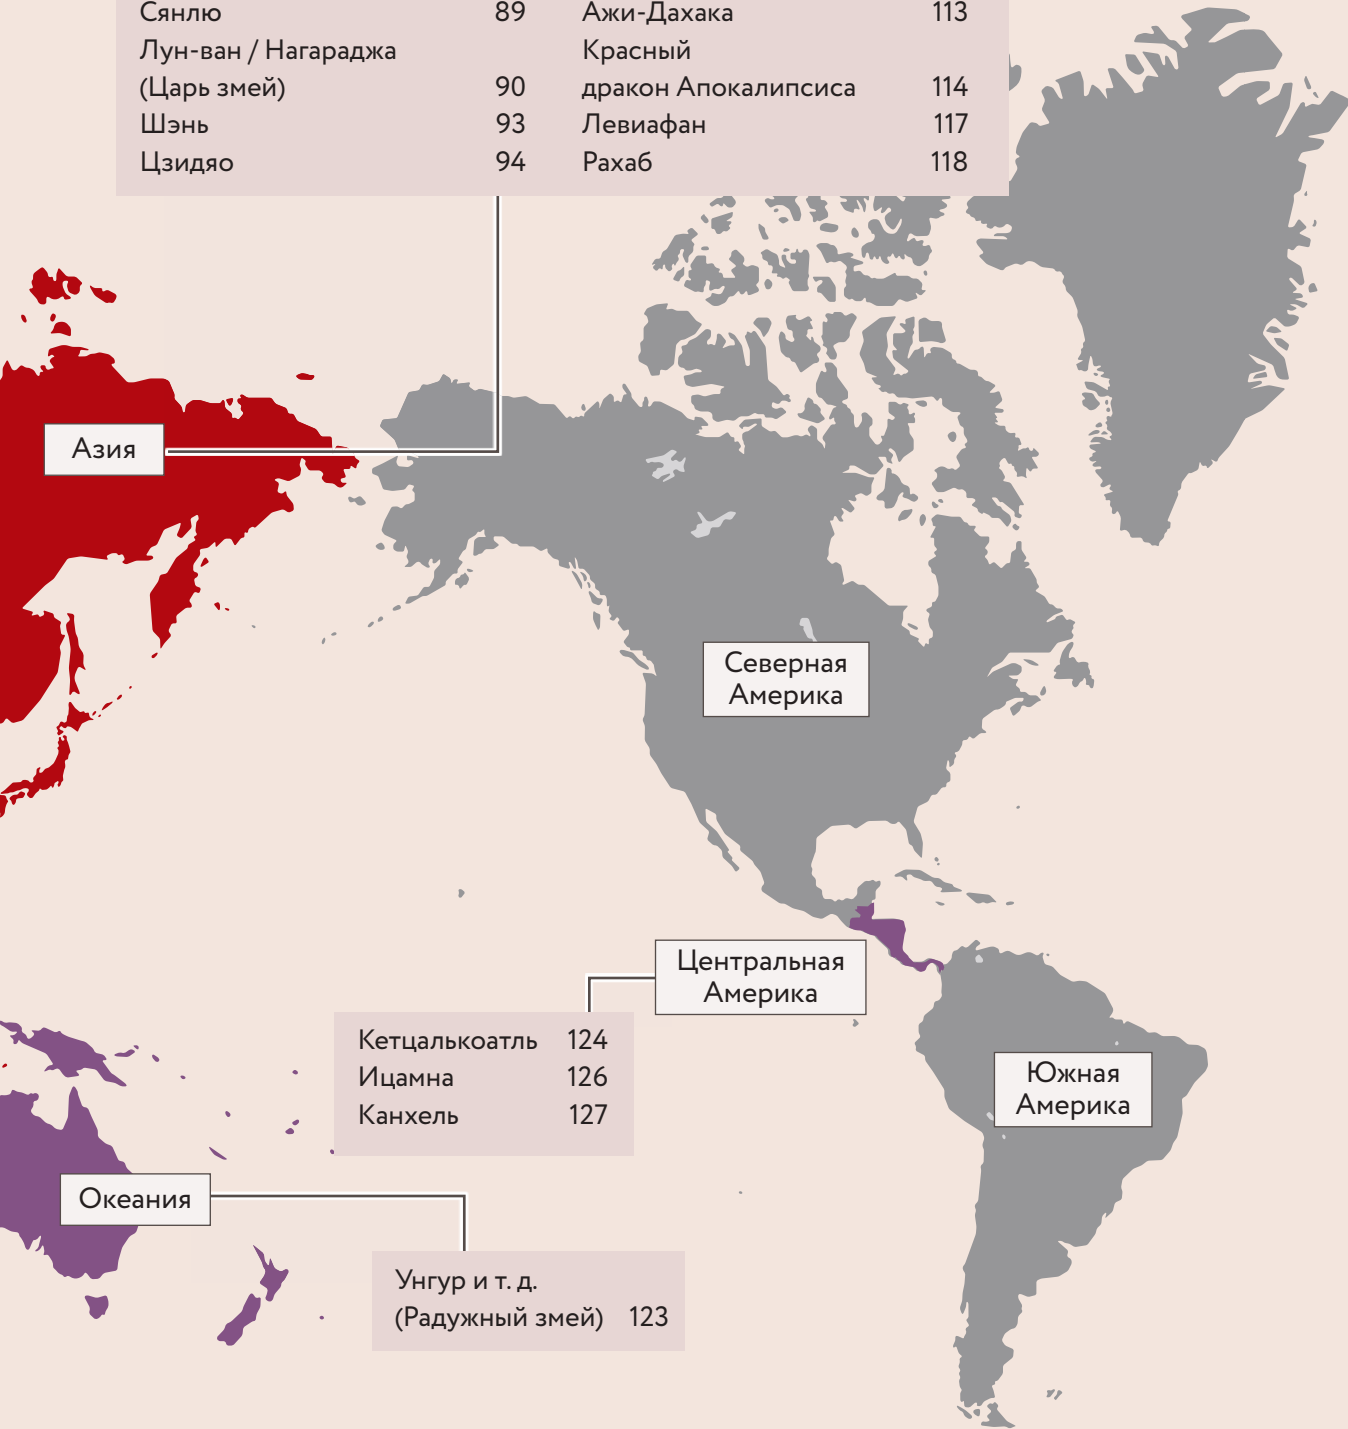 Сянлю 89
Лун-ван / Нагараджа
(Царь змей) 90
Шэнь 93
Цзидяо 94
Ажи-Дахака 113
Красный
дракон Апокалипсиса 114
Левиафан 117
Рахаб 118
Азия
Северная
Америка
Центральная
Америка
Кетцалькоатль 124
Ицамна 126
Канхель 127
Южная
Америка
Океания
Унгур и т. д.
(Радужный змей) 123